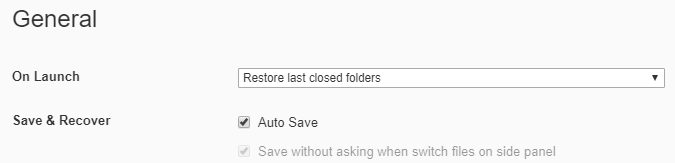 General
On Launch
Restore last closed folders
Save & Recover
Auto Save
Save without asking when switch files on side panel